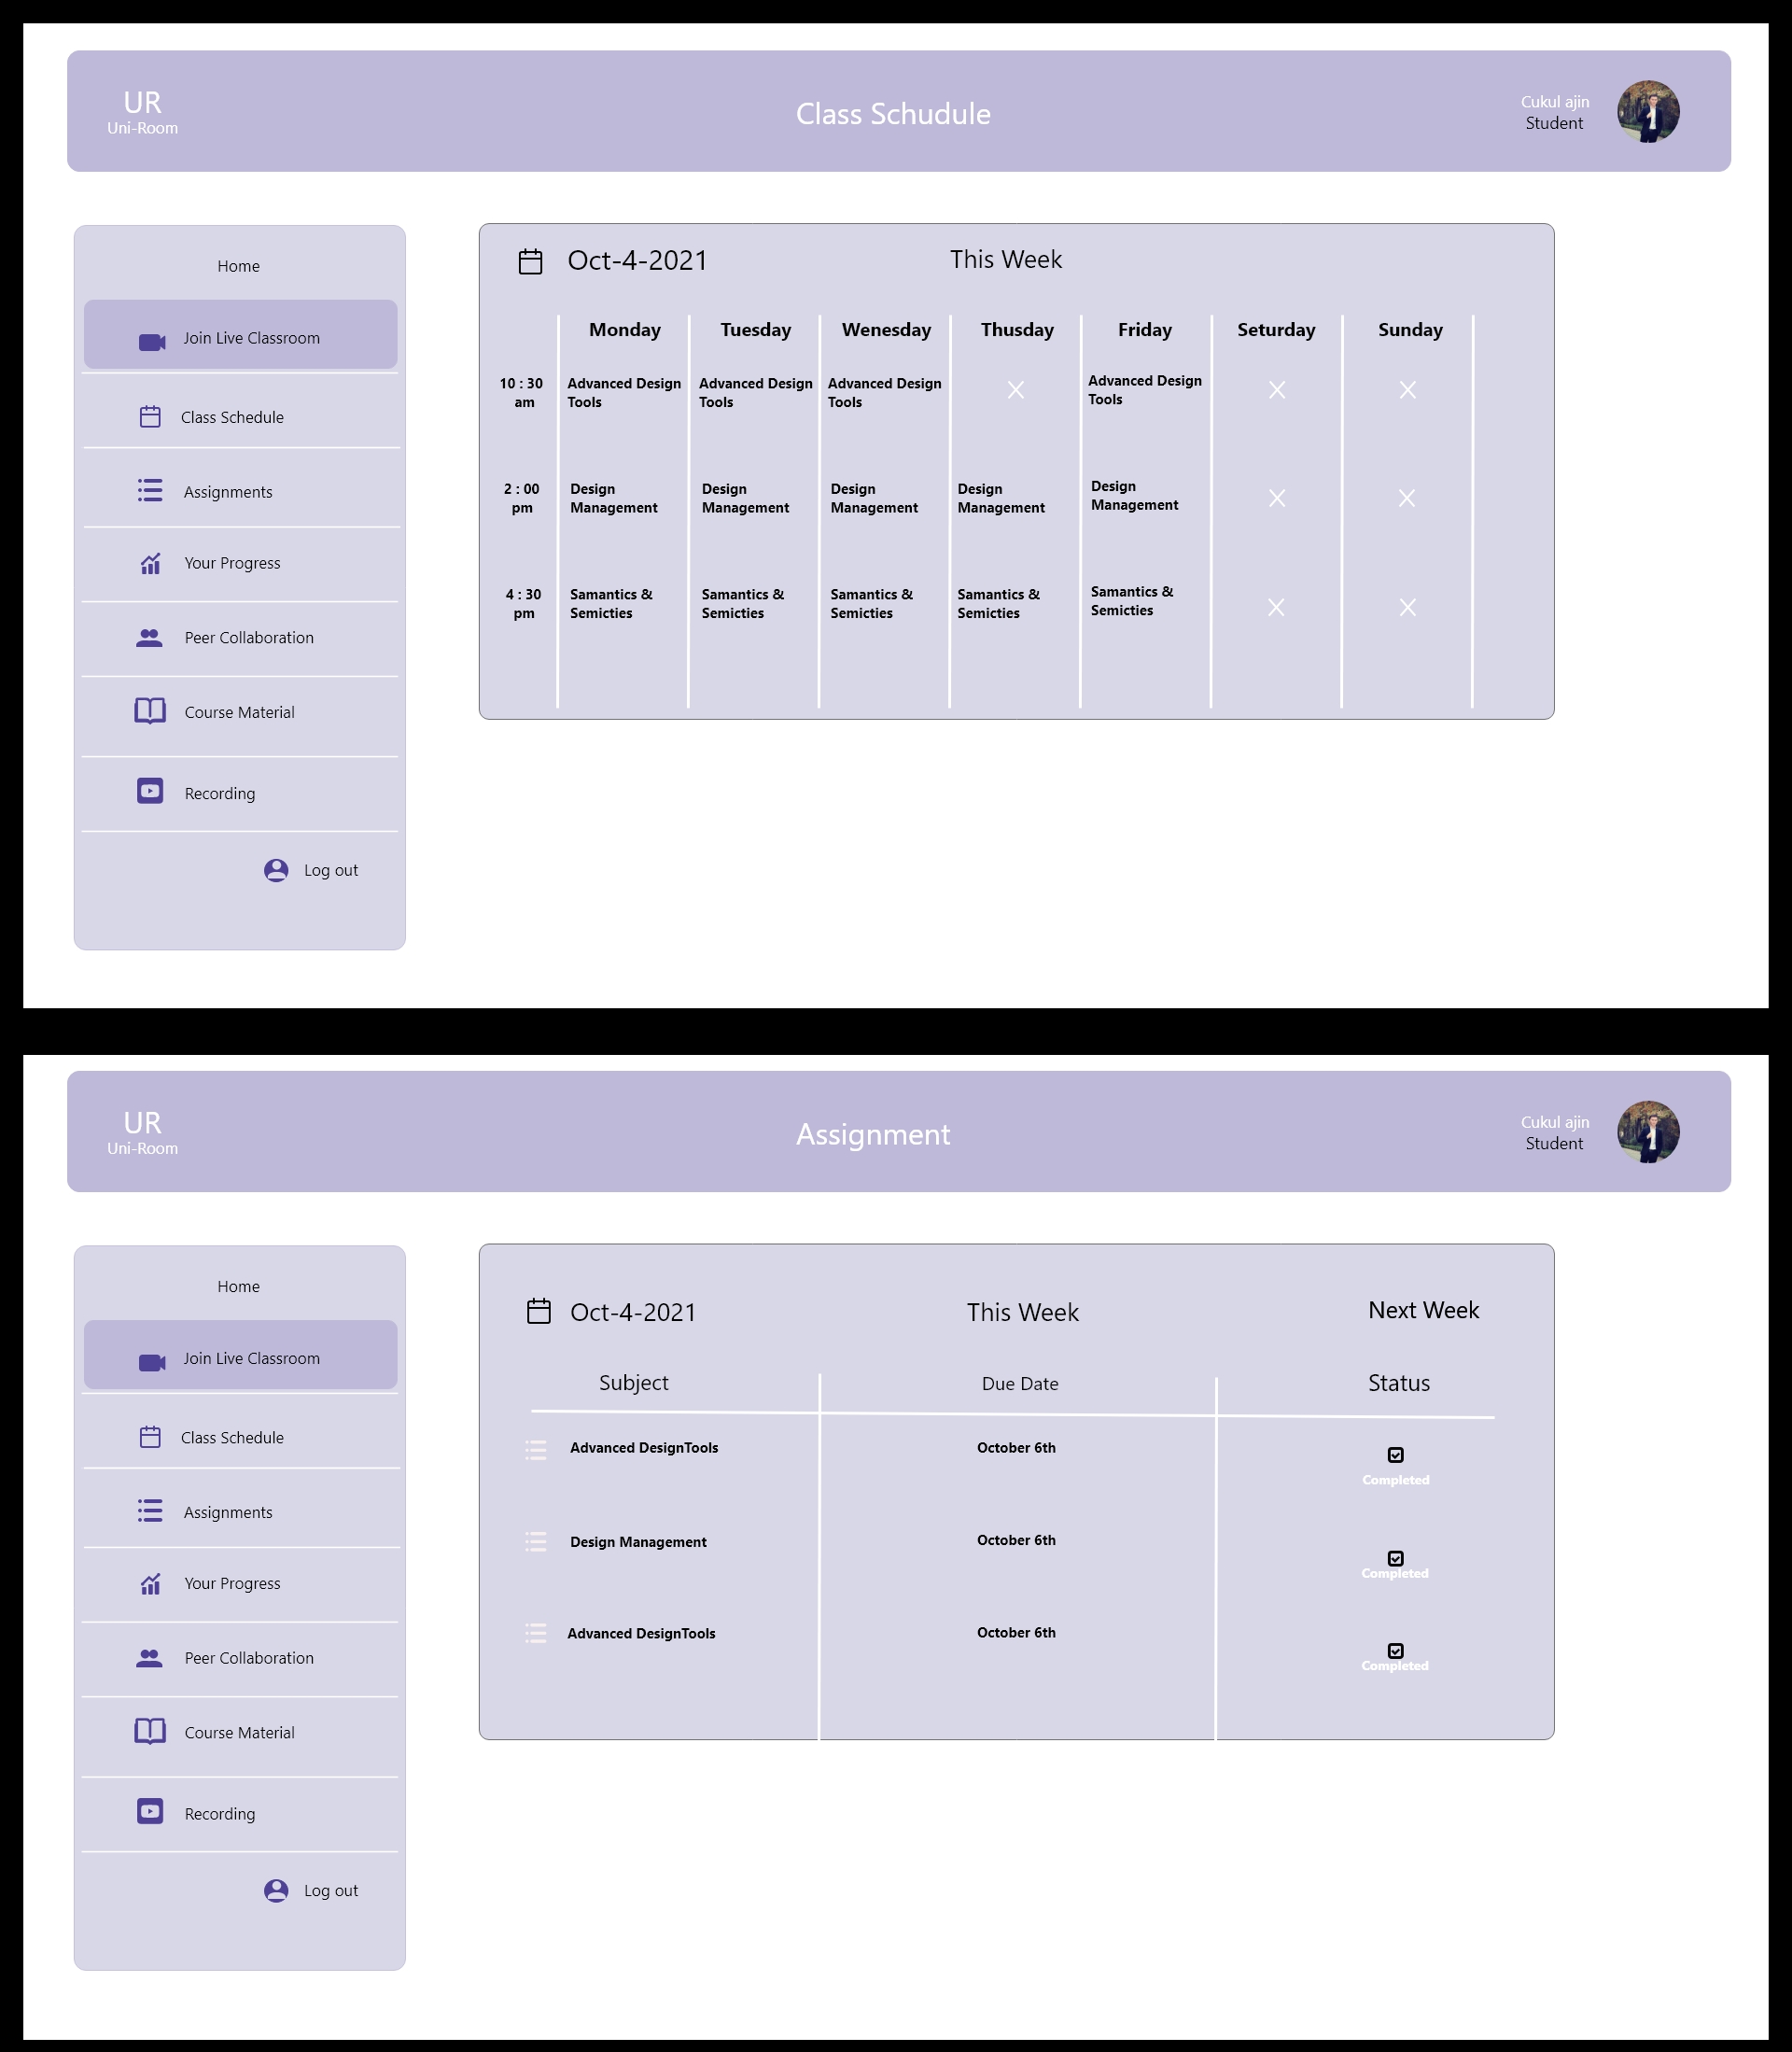 UR
Uni-Room
Class Schudule
Cukul ajin
Student
Home
Join Live Classroom
Class Schedule
Assignments
Your Progress
Peer Collaboration
Course Material
Recording
Log out
Oct-4-2021 This Week
Monday Tuesday Wenesday Thusday Friday Seturday Sunday
10 : 30 Advanced Design Advanced Design Advanced Design X Advanced Design X X
am Tools Tools Tools Tools
2 : 00 Design Design Design Design Design X X
pm Management Management Management Management Management
4 : 30 Samantics & Samantics & Samantics & Samantics & Samantics & X X
pm Semicties Semicties Semicties Semicties Semicties
UR
Uni-Room
Assignment
Cukul ajin
Student
Home
Join Live Classroom
Class Schedule
Assignments
Your Progress
Peer Collaboration
Course Material
Recording
Log out
Oct-4-2021 This Week Next Week
Subject Due Date Status
Advanced DesignTools October 6th
Completed
Design Management October 6th
Completed
Advanced DesignTools October 6th
Completed